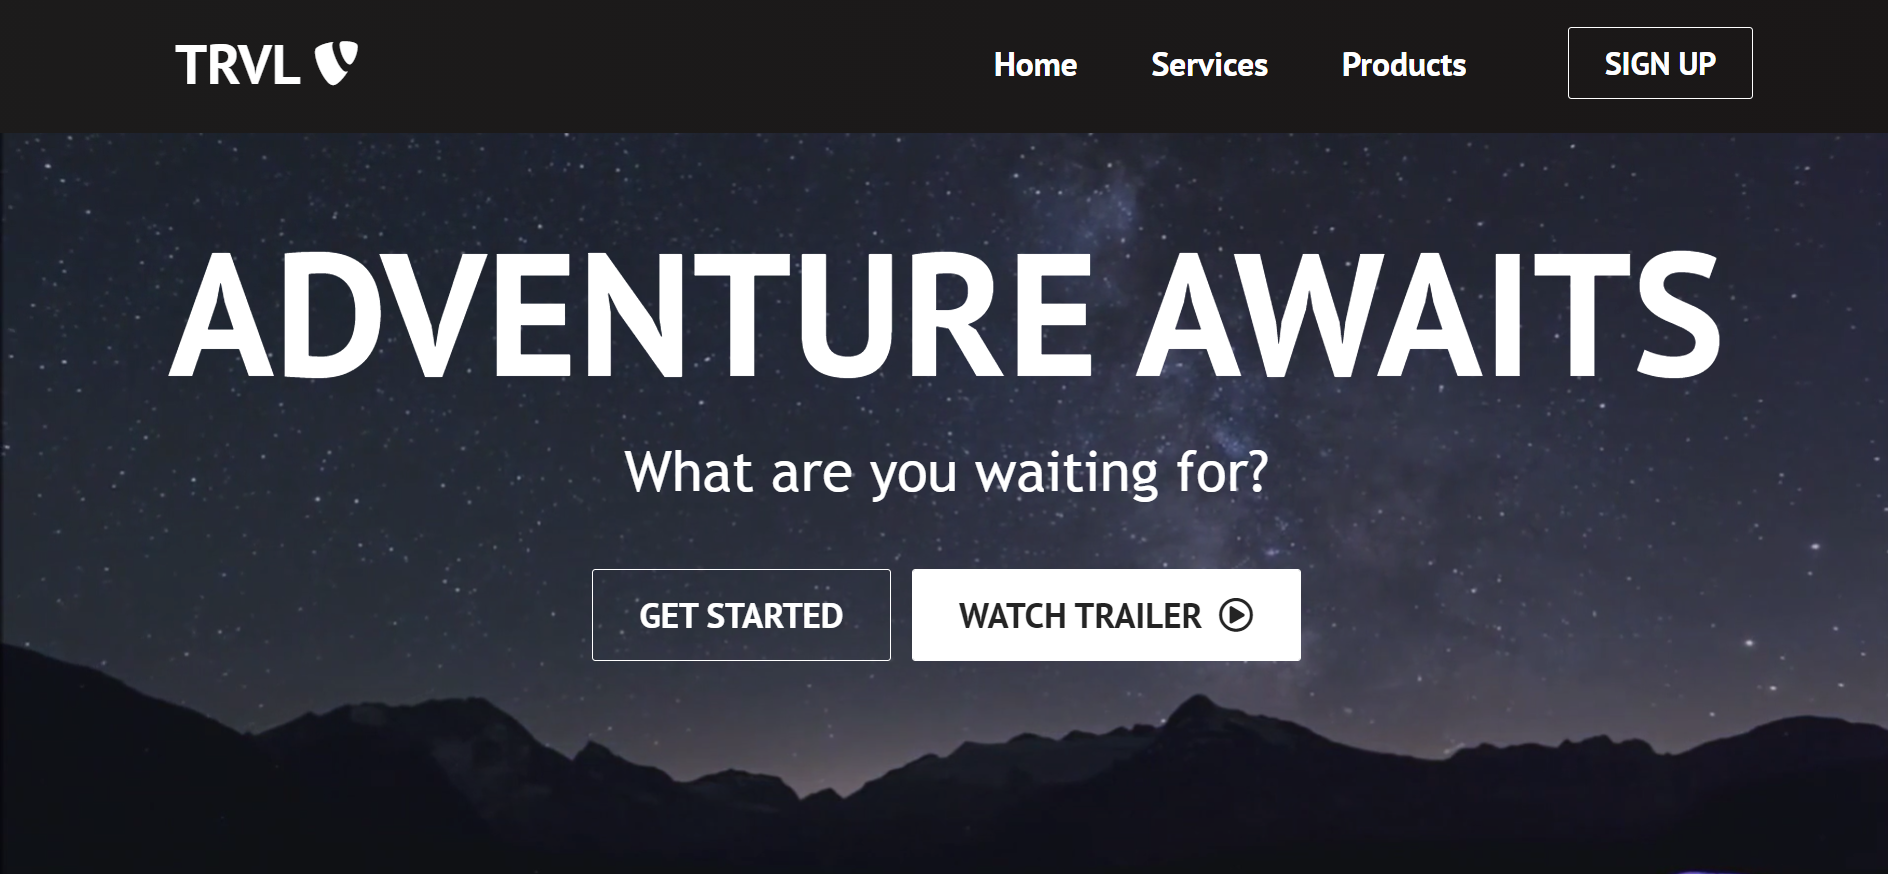 TRVL
Home Services Products SIGN UP
ADVENTURE AWAITS
What are you waiting for?
GET STARTED WATCH TRAILER